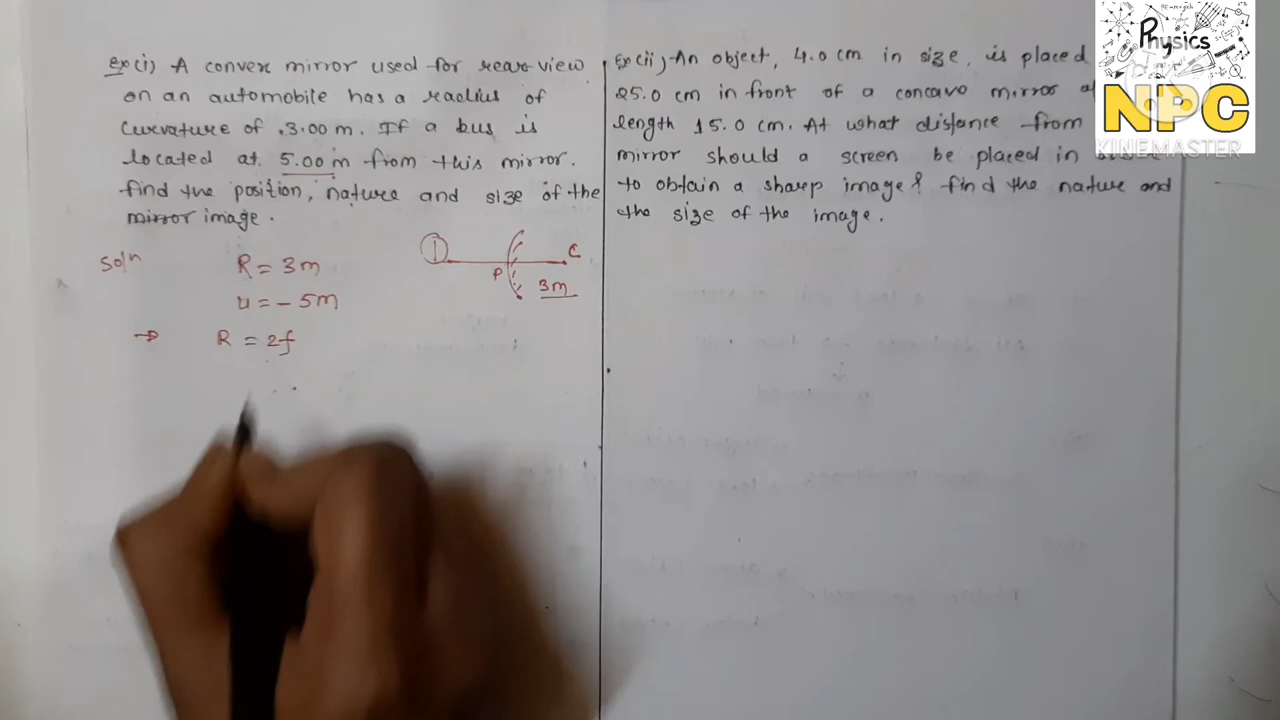 Ex(i) A convex mirror used for rear-view
on an automobile has a radius of
curvature of 3.00 m. If a bus is
located at 5.00 m from this mirror.
find the position, nature and size of the
mirror image.
Soln
R = 3m
u = - 5m
→ R = 2f
I
P
C
3m
Ex(ii) An object, 4.0 cm in size, is placed
25.0 cm in front of a concave mirror
length 15.0 cm. At what distance from
mirror should a screen be placed in
to obtain a sharp image? find the nature and
the size of the image.
Physics
NPC
KINEMASTER